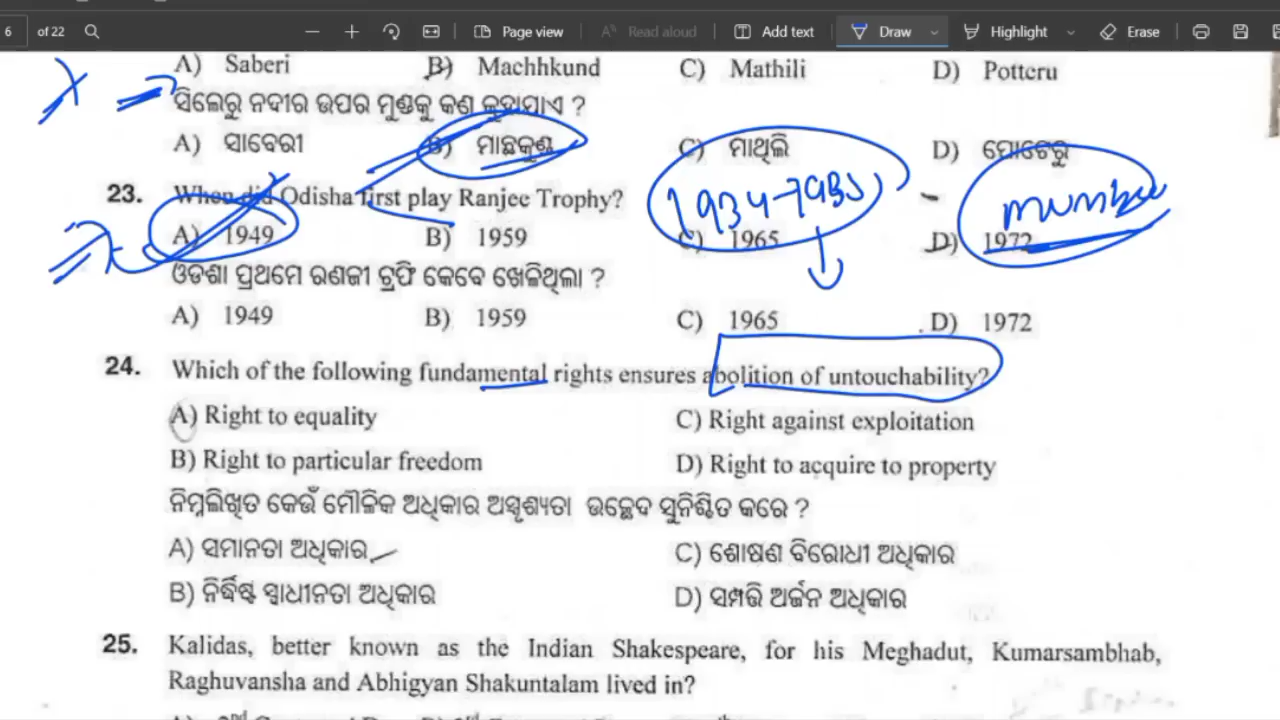 6 of 22 Page view Read aloud Add text Draw Highlight Erase
A) Saberi B) Machhkund C) Mathili D) Potteru
ସିଲେରୁ ନଦୀର ଉପର ମୁଣ୍ଡକୁ କଣ କୁହାଯାଏ ?
A) ସାବେରୀ B) ମାଛକୁଣ୍ଡ C) ମାଥିଲି D) ପୋଟେରୁ
23. When did Odisha first play Ranjee Trophy?
1934-1935 mumbai
A) 1949 B) 1959 C) 1965 D) 1972
ଓଡିଶା ପ୍ରଥମେ ରଣଜୀ ଟ୍ରଫି କେବେ ଖେଳିଥିଲା ?
A) 1949 B) 1959 C) 1965 D) 1972
24. Which of the following fundamental rights ensures abolition of untouchability?
A) Right to equality C) Right against exploitation
B) Right to particular freedom D) Right to acquire to property
ନିମ୍ନଲିଖିତ କେଉଁ ମୌଳିକ ଅଧିକାର ଅସ୍ପୃଶ୍ୟତା ଉଚ୍ଛେଦ ସୁନିଶ୍ଚିତ କରେ ?
A) ସମାନତା ଅଧିକାର C) ଶୋଷଣ ବିରୋଧୀ ଅଧିକାର
B) ନିର୍ଦ୍ଧିଷ୍ଟ ସ୍ୱାଧୀନତା ଅଧିକାର D) ସମ୍ପତ୍ତି ଅର୍ଜନ ଅଧିକାର
25. Kalidas, better known as the Indian Shakespeare, for his Meghadut, Kumarsambhab,
Raghuvansha and Abhigyan Shakuntalam lived in?